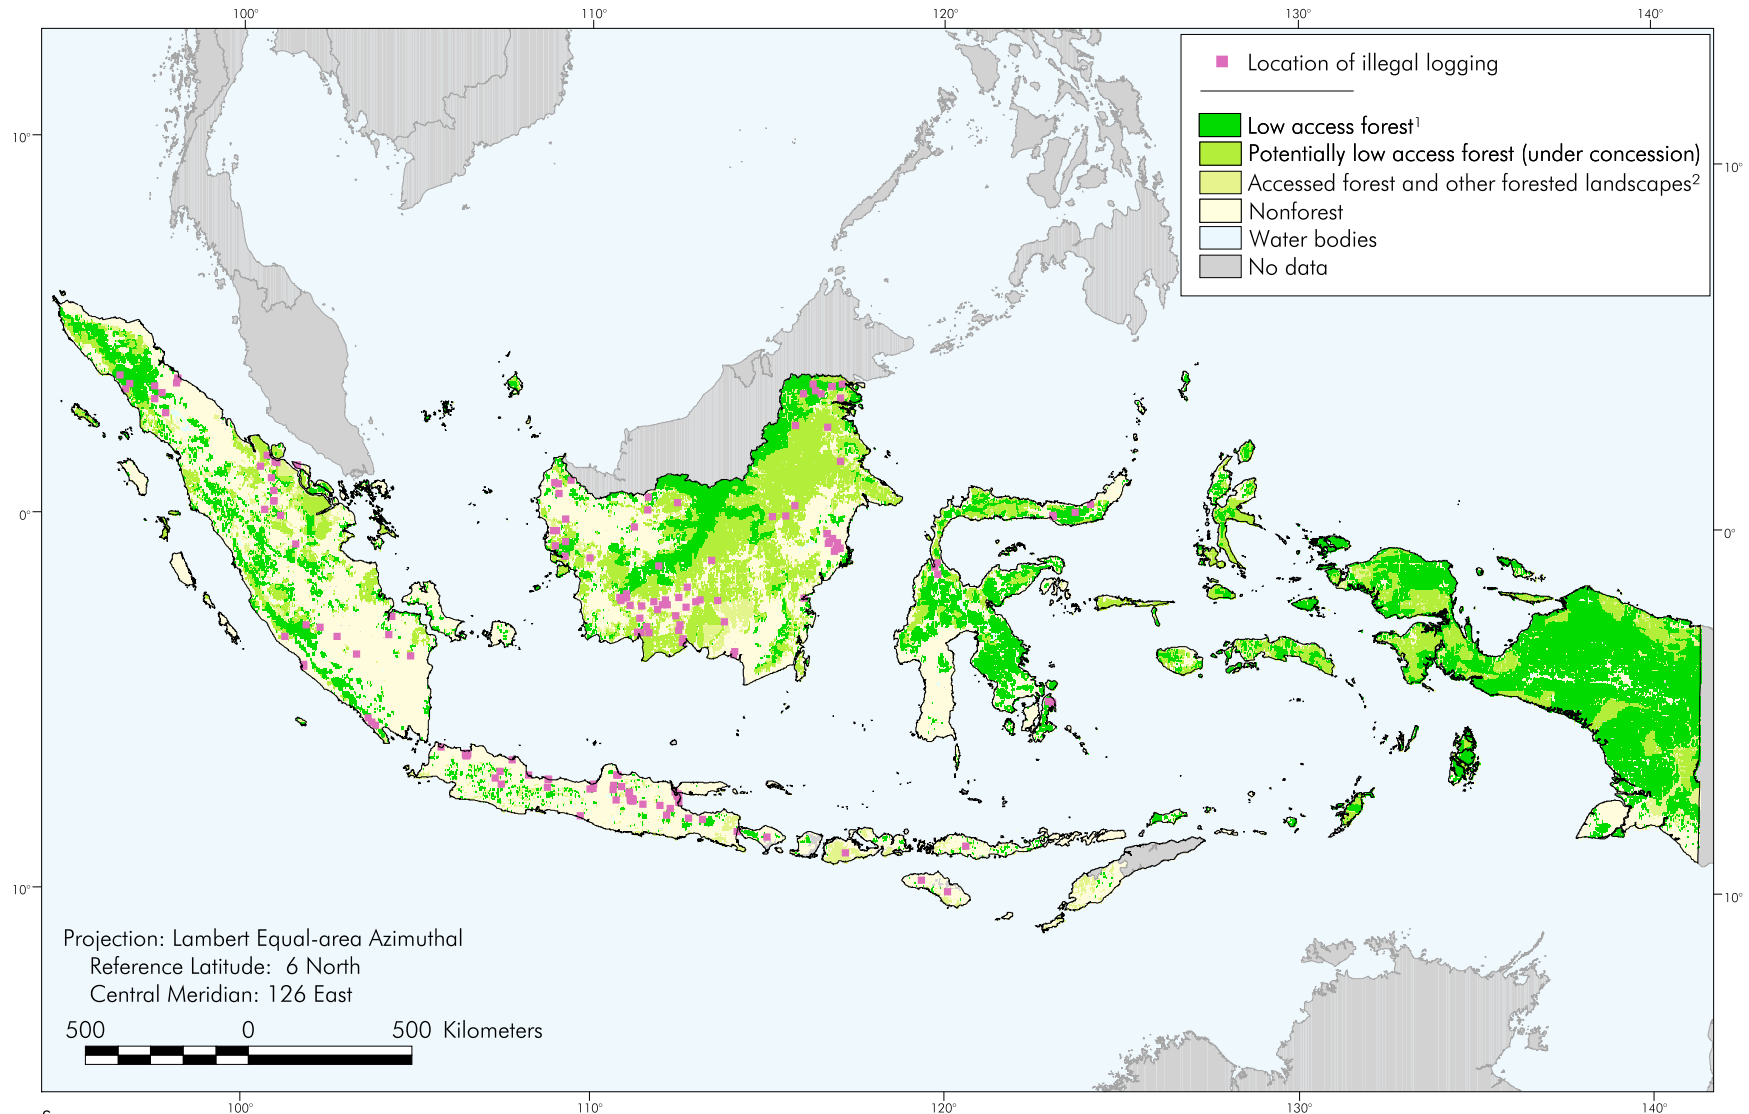 100°
110°
120°
130°
140°
Location of illegal logging
Low access forest¹
Potentially low access forest (under concession)
Accessed forest and other forested landscapes²
Nonforest
Water bodies
No data
10°
10°
0°
0°
10°
10°
Projection: Lambert Equal-area Azimuthal
Reference Latitude: 6 North
Central Meridian: 126 East
500 0 500 Kilometers
100°
110°
120°
130°
140°